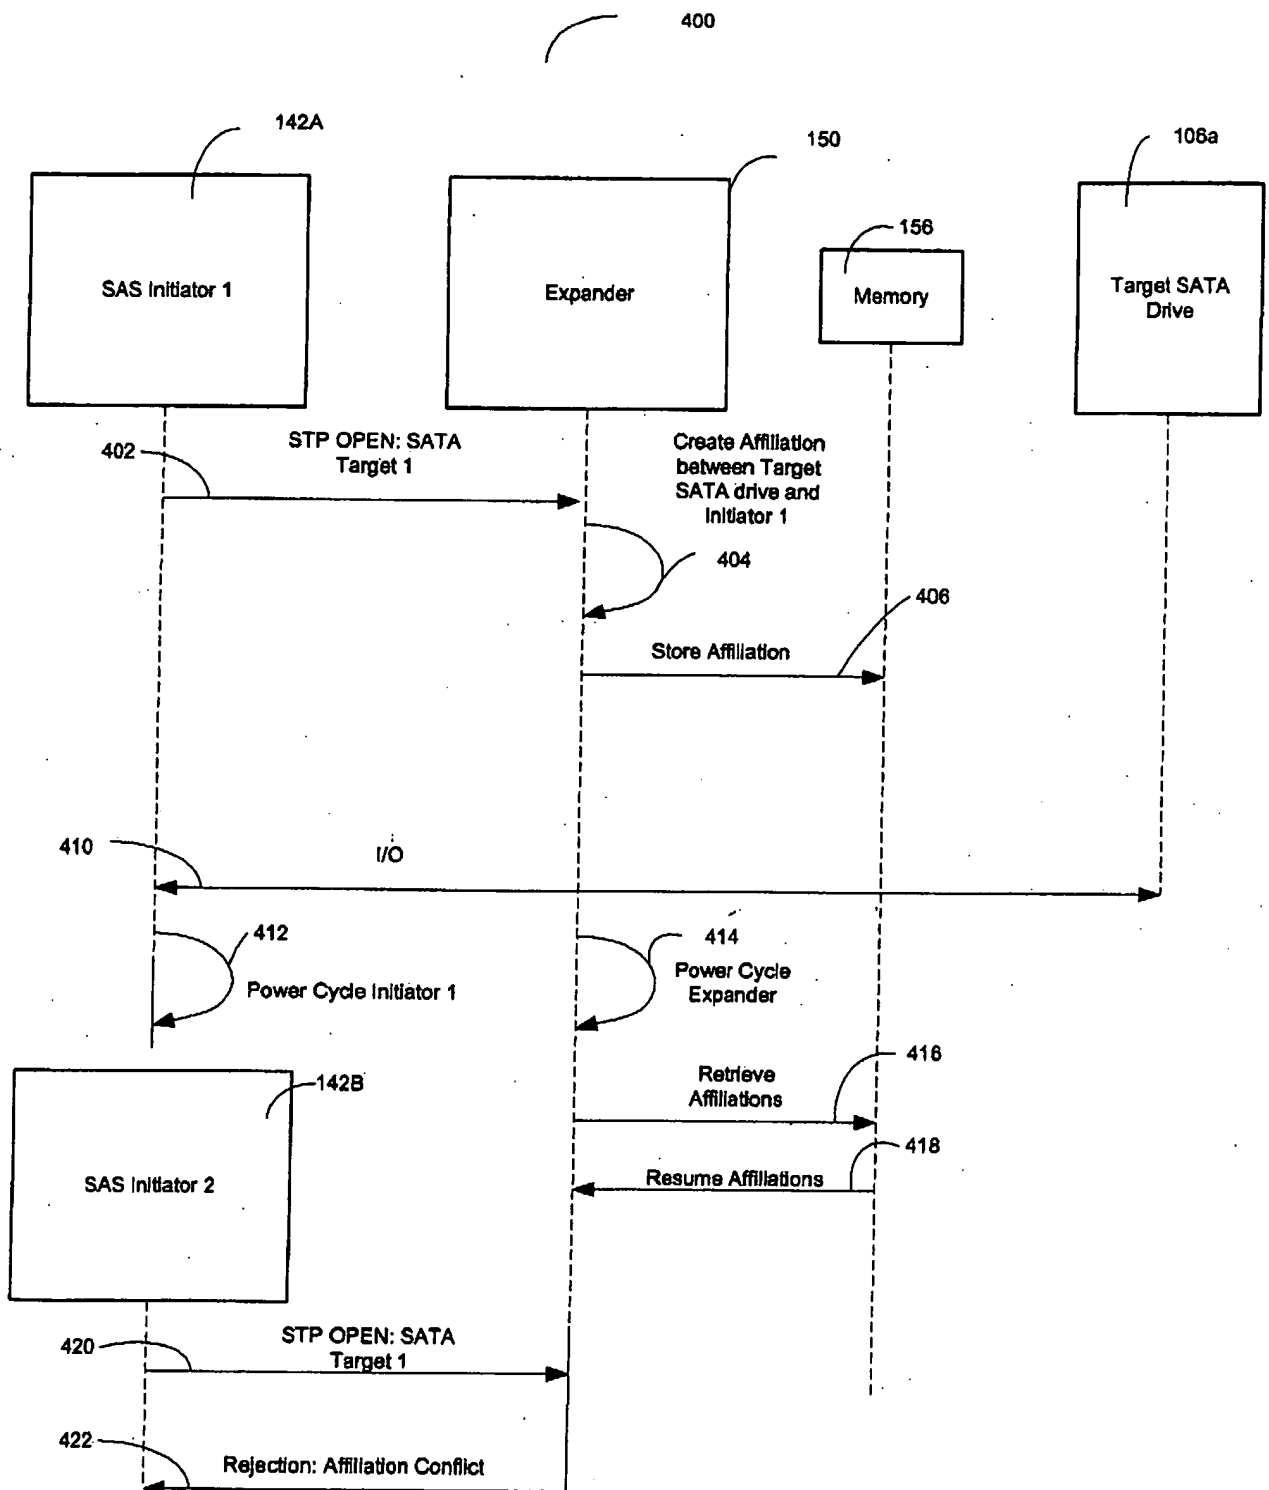 400
142A
150
106a
156
SAS Initiator 1
Expander
Memory
Target SATA
Drive
402
STP OPEN: SATA
Target 1
Create Affiliation
between Target
SATA drive and
Initiator 1
404
406
Store Affiliation
410
I/O
412
Power Cycle Initiator 1
414
Power Cycle
Expander
416
Retrieve
Affiliations
418
Resume Affiliations
142B
SAS Initiator 2
420
STP OPEN: SATA
Target 1
422
Rejection: Affiliation Conflict